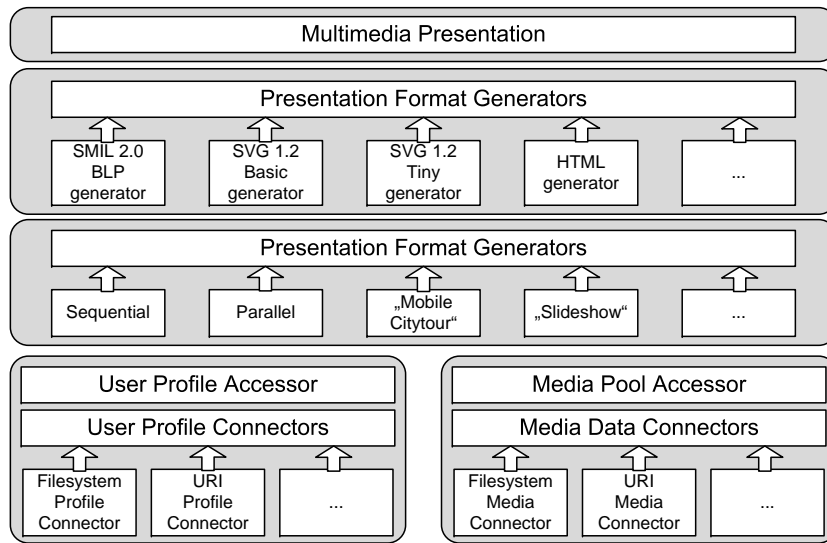 Multimedia Presentation
Presentation Format Generators
SMIL 2.0
BLP
generator
SVG 1.2
Basic
generator
SVG 1.2
Tiny
generator
HTML
generator
...
Presentation Format Generators
Sequential
Parallel
„Mobile
Citytour“
„Slideshow“
...
User Profile Accessor
User Profile Connectors
Filesystem
Profile
Connector
URI
Profile
Connector
...
Media Pool Accessor
Media Data Connectors
Filesystem
Media
Connector
URI
Media
Connector
...